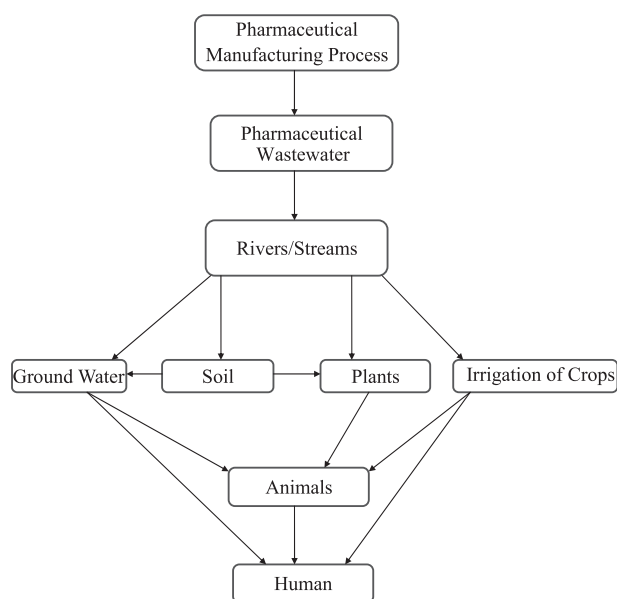 Pharmaceutical
Manufacturing Process
Pharmaceutical
Wastewater
Rivers/Streams
Ground Water
Soil
Plants
Irrigation of Crops
Animals
Human